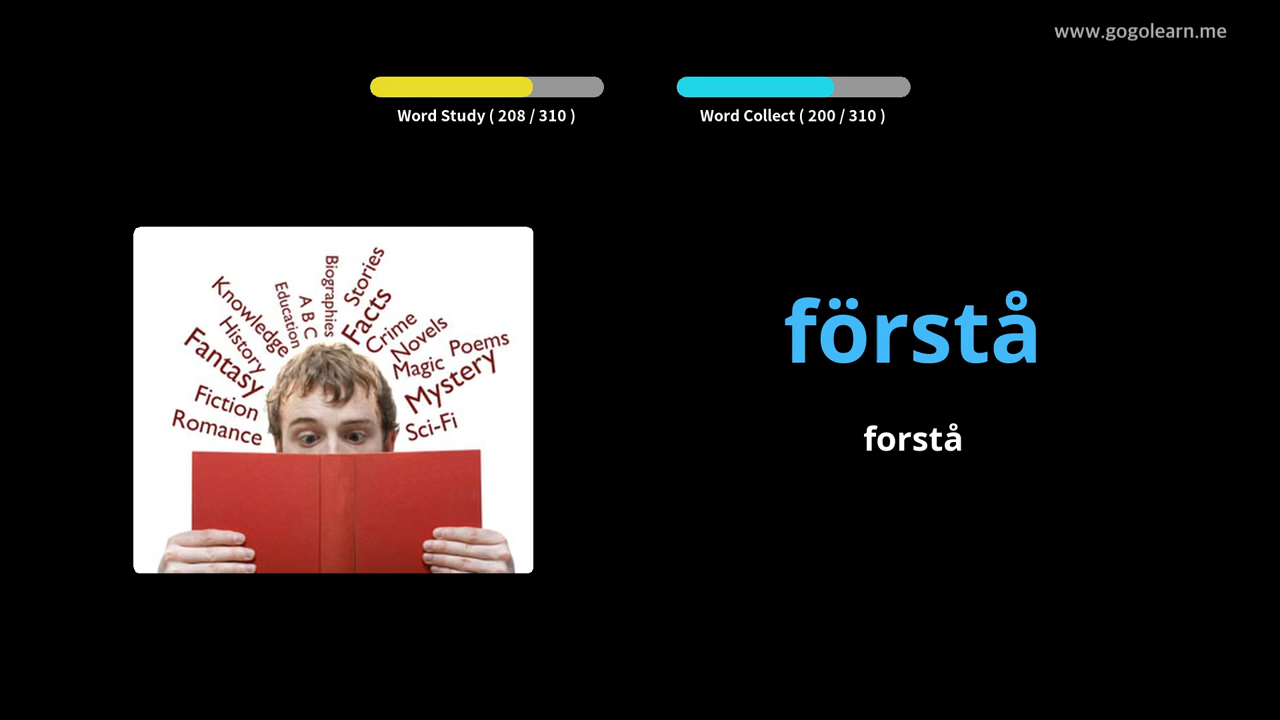 www.gogolearn.me
Word Study ( 208 / 310 )
Word Collect ( 200 / 310 )
Knowledge
History
Fantasy
Fiction
Romance
Education
A B C
Biographies
Stories
Facts
Crime
Novels
Magic
Poems
Mystery
Sci-Fi
förstå
forstå